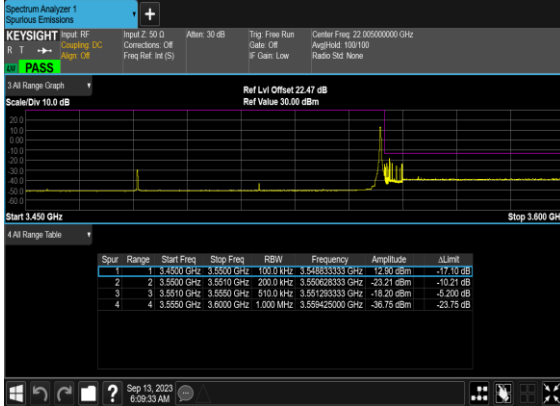 Spectrum Analyzer 1
Spurious Emissions
+
KEYSIGHT Input: RF Input Z: 50 Ω Atten: 30 dB Trig: Free Run Center Freq: 22.005000000 GHz
R T Coupling: DC Corrections: Off Gate: Off Avg|Hold: 100/100
Align: Off Freq Ref: Int (S) IF Gain: Low Radio Std: None
PASS
3 All Range Graph
Ref Lvl Offset 22.47 dB
Scale/Div 10.0 dB Ref Value 30.00 dBm
20.0
10.0
0.00
-10.0
-20.0
-30.0
-40.0
-50.0
-60.0
Start 3.450 GHz Stop 3.600 GH
4 All Range Table
Spur Range Start Freq Stop Freq RBW Frequency Amplitude ΔLimit
1 1 3.4500 GHz 3.5500 GHz 100.0 kHz 3.548833333 GHz 12.90 dBm -17.10 dB
2 2 3.5500 GHz 3.5510 GHz 200.0 kHz 3.550628333 GHz -23.21 dBm -10.21 dB
3 3 3.5510 GHz 3.5550 GHz 510.0 kHz 3.551293333 GHz -18.20 dBm -5.200 dB
4 4 3.5550 GHz 3.6000 GHz 1.000 MHz 3.559425000 GHz -36.75 dBm -23.75 dB
?
Sep 13, 2023
6:09:33 AM